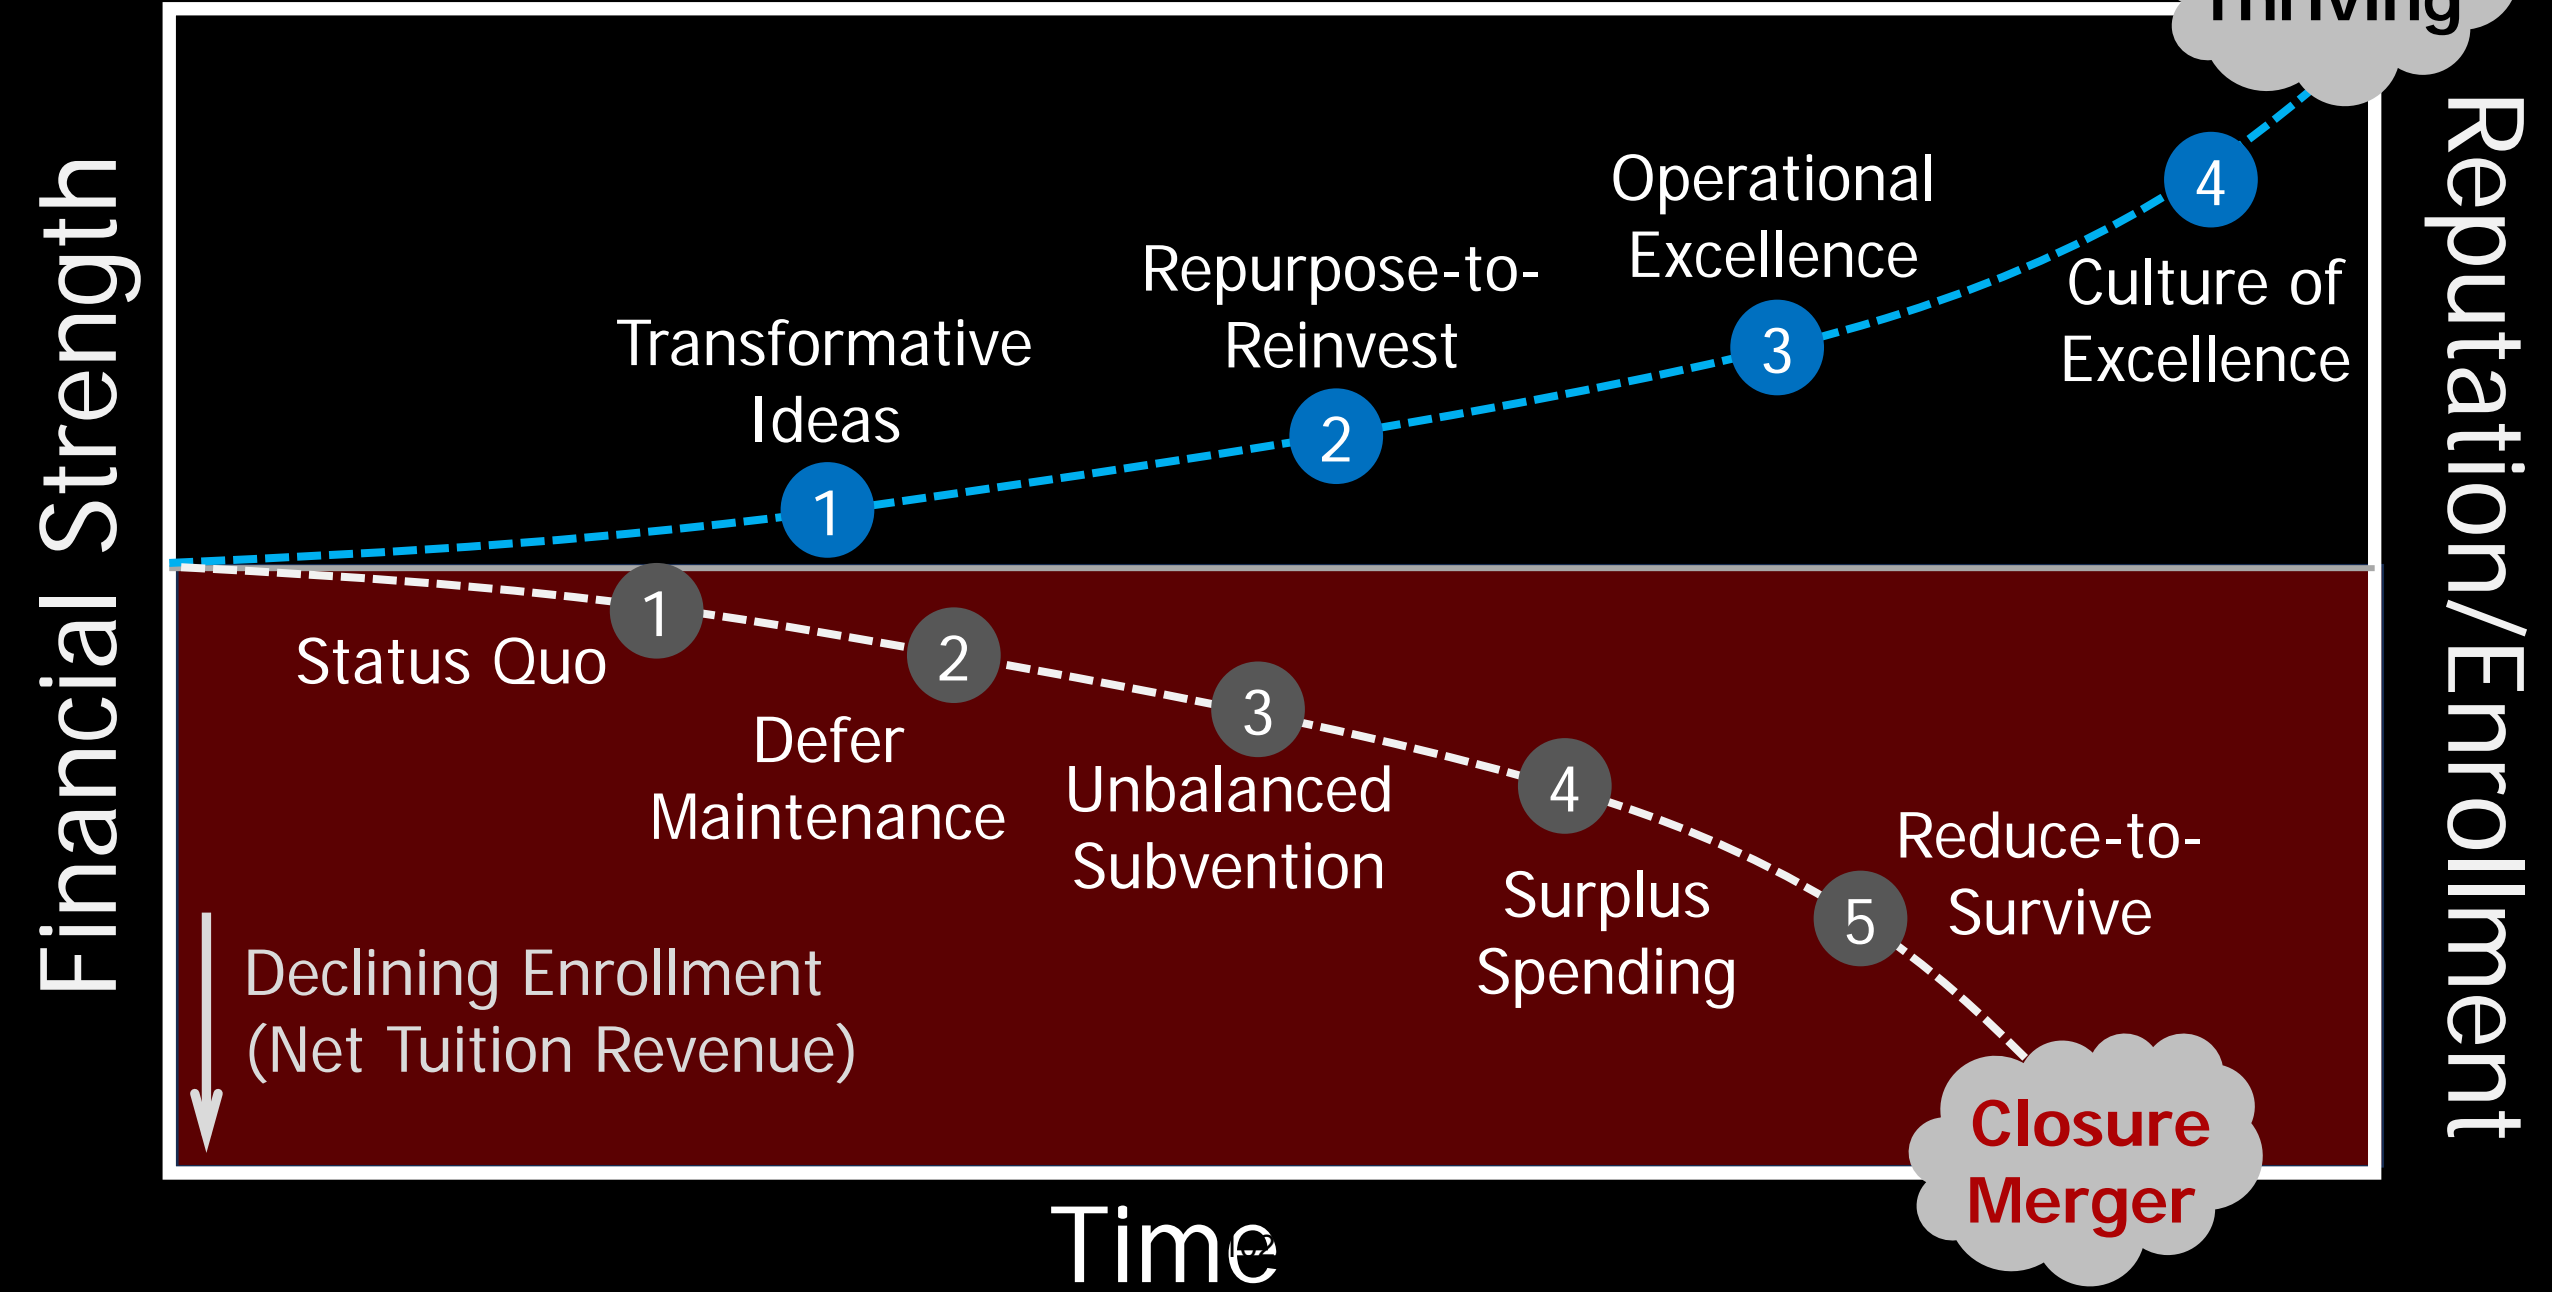 Thriving
Financial Strength
Reputation/Enrollment
Operational
Excellence
4
Repurpose-to-
Reinvest
Culture of
Excellence
3
Transformative
Ideas
2
1
1
Status Quo
2
Defer
Maintenance
3
Unbalanced
Subvention
4
Surplus
Spending
Reduce-to-
Survive
5
Declining Enrollment
(Net Tuition Revenue)
Closure
Merger
Time